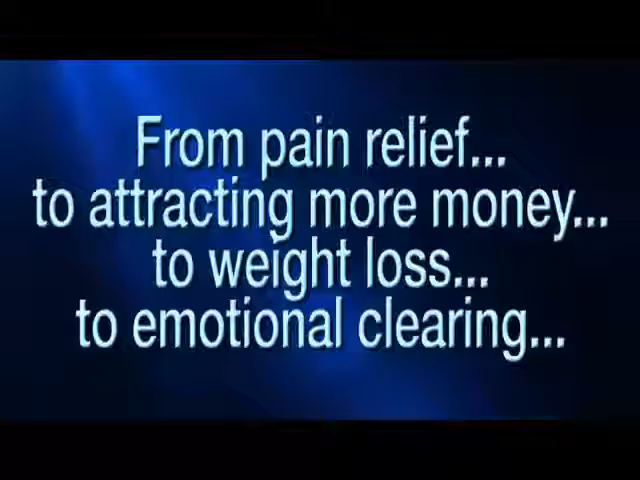 From pain relief...
to attracting more money...
to weight loss...
to emotional clearing...